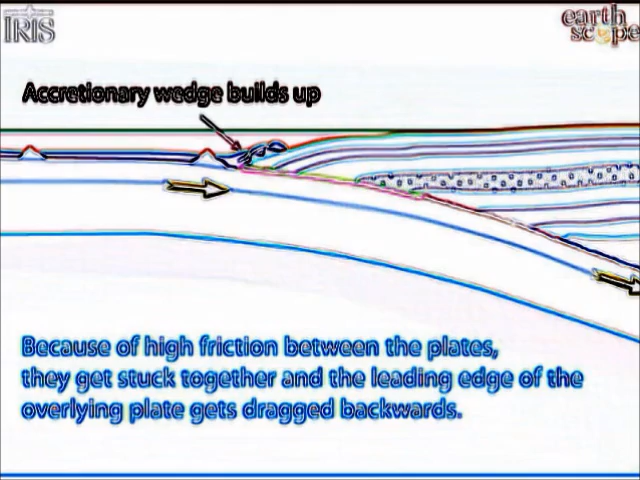 IRIS
earth
scope
Accretionary wedge builds up
Because of high friction between the plates,
they get stuck together and the leading edge of the
overlying plate gets dragged backwards.